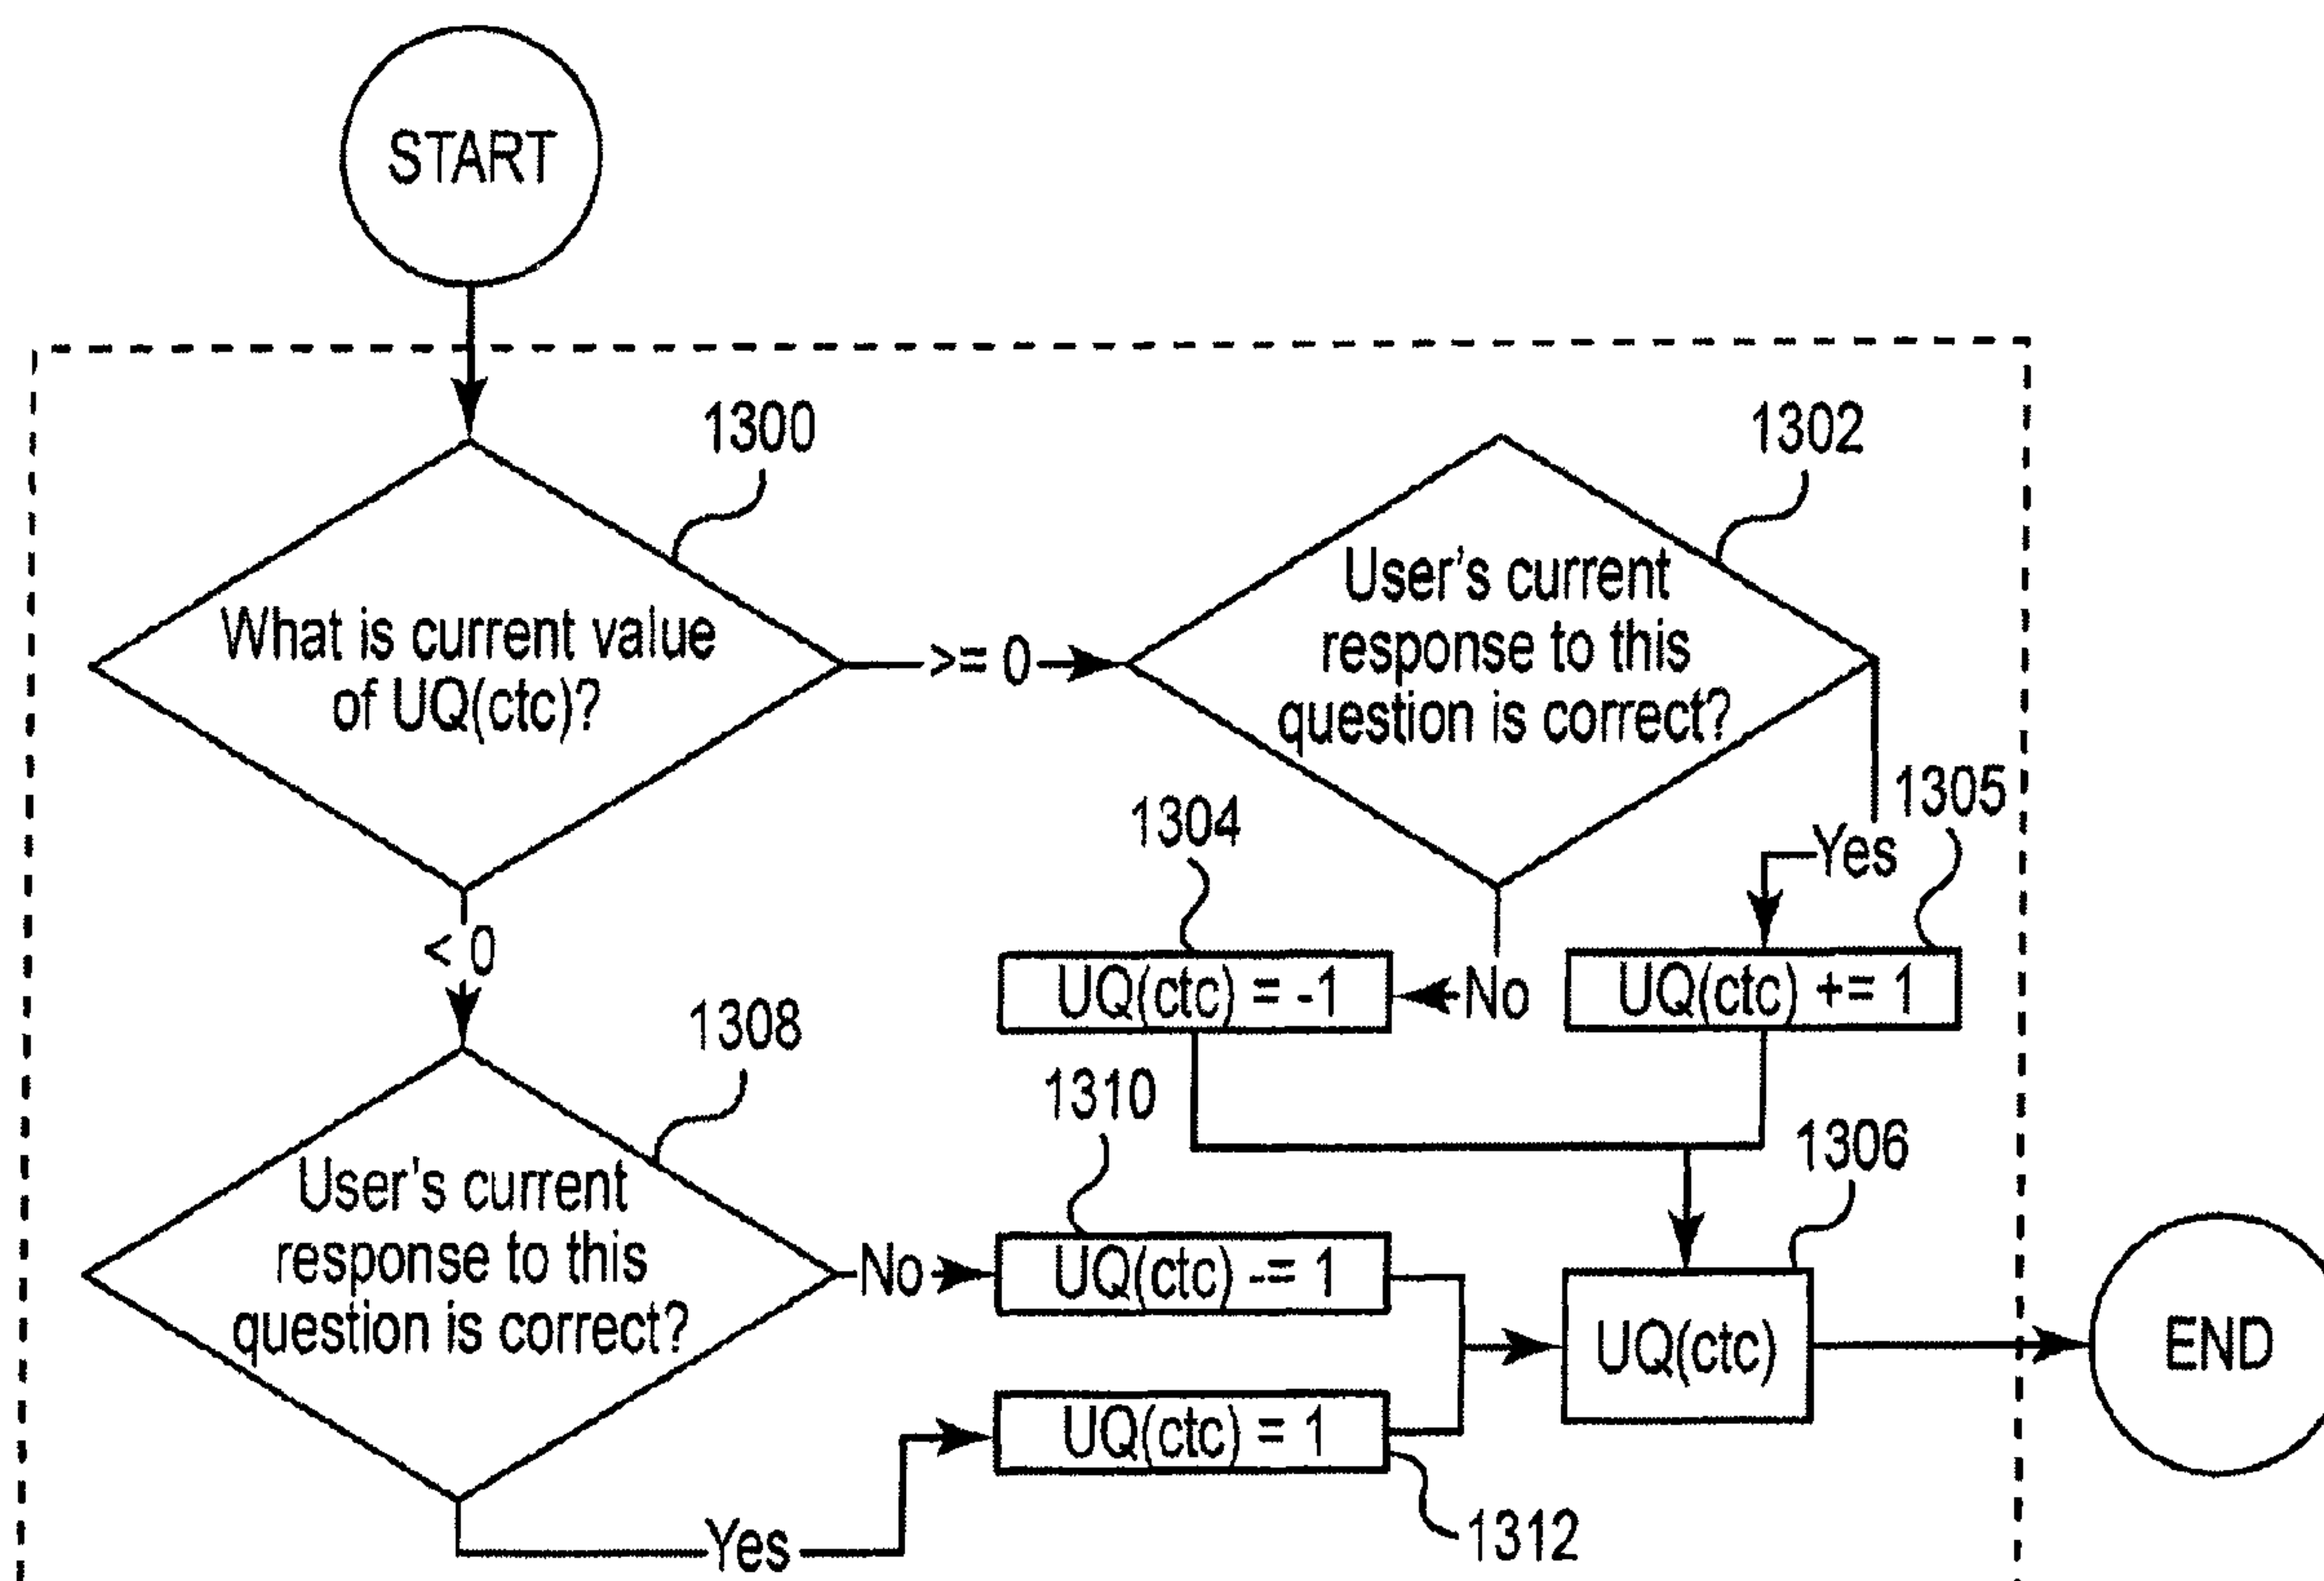 START
1300
1302
What is current value
of UQ(ctc)?
>= 0
User's current
response to this
question is correct?
1304
1305
Yes
< 0
UQ(ctc) = -1
No
UQ(ctc) += 1
1308
1310
1306
User's current
response to this
question is correct?
No
UQ(ctc) -= 1
UQ(ctc)
END
UQ(ctc) = 1
Yes
1312